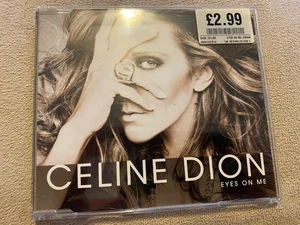 £2.99
CELINE DION
EYES ON ME